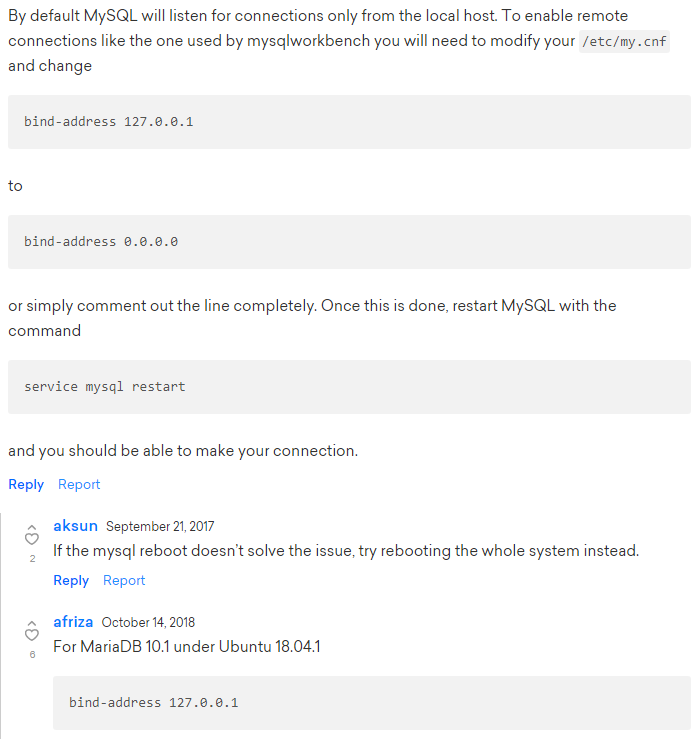 By default MySQL will listen for connections only from the local host. To enable remote
connections like the one used by mysqlworkbench you will need to modify your /etc/my.cnf
and change
bind-address 127.0.0.1
to
bind-address 0.0.0.0
or simply comment out the line completely. Once this is done, restart MySQL with the
command
service mysql restart
and you should be able to make your connection.
Reply Report
aksun September 21, 2017
If the mysql reboot doesn't solve the issue, try rebooting the whole system instead.
2
Reply Report
afriza October 14, 2018
For MariaDB 10.1 under Ubuntu 18.04.1
6
bind-address 127.0.0.1